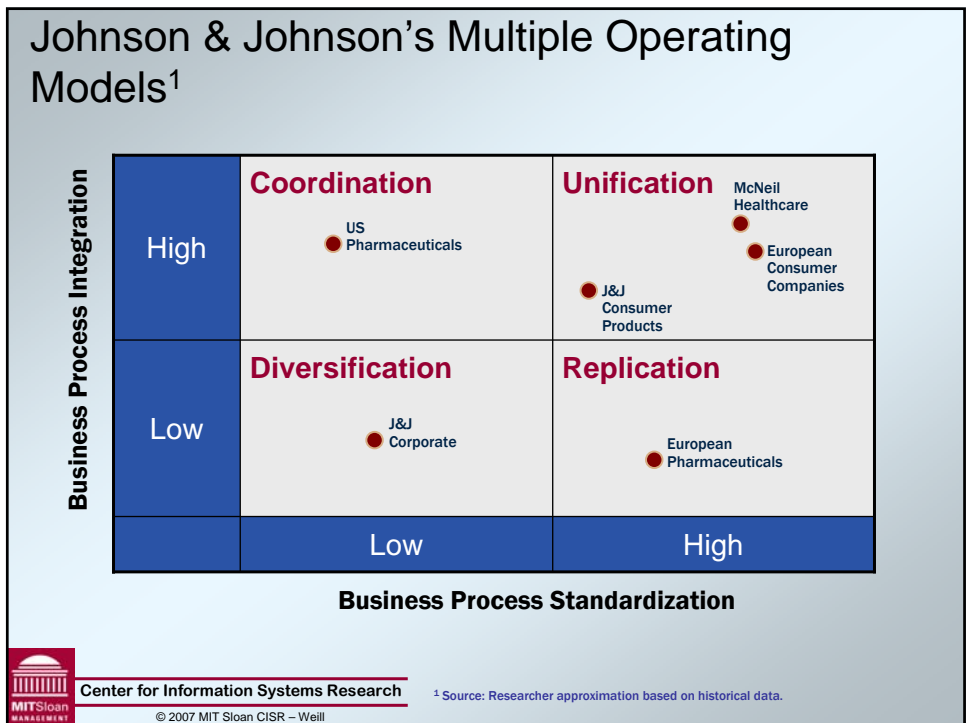 Johnson & Johnson's Multiple Operating
Models¹
Business Process Integration
High
Coordination
US
Pharmaceuticals
Unification
McNeil
Healthcare
European
Consumer
Companies
J&J
Consumer
Products
Low
Diversification
J&J
Corporate
Replication
European
Pharmaceuticals
Low
High
Business Process Standardization
MITSloan
MANAGEMENT
Center for Information Systems Research
© 2007 MIT Sloan CISR – Weill
¹ Source: Researcher approximation based on historical data.